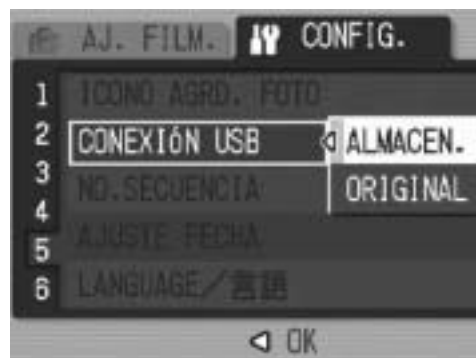 AJ. FILM. CONFIG.
1 ICONO AGRD. FOTO
2 CONEXIÓN USB ALMACEN.
3 NO.SECUENCIA ORIGINAL
4
5 AJUSTE FECHA
6 LANGUAGE/言語
OK